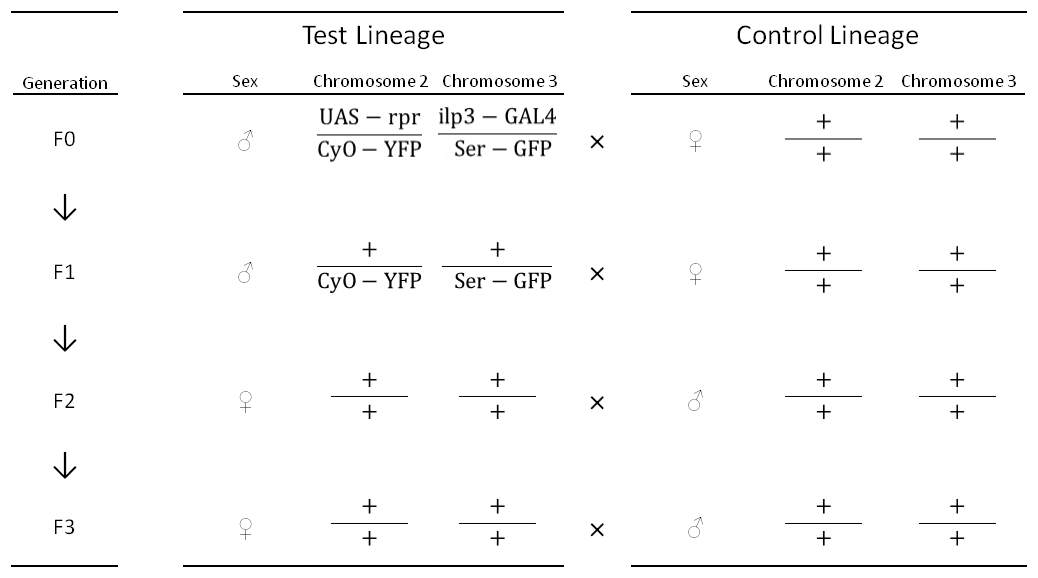 Test Lineage Control Lineage
Generation Sex Chromosome 2 Chromosome 3 Sex Chromosome 2 Chromosome 3
UAS − rpr ilp3 − GAL4 + +
F0 ♂ × ♀
CyO − YFP Ser − GFP + +
↓
+ + + +
F1 ♂ × ♀
CyO − YFP Ser − GFP + +
↓
+ + + +
F2 ♀ × ♂
+ + + +
↓
+ + + +
F3 ♀ × ♂
+ + + +